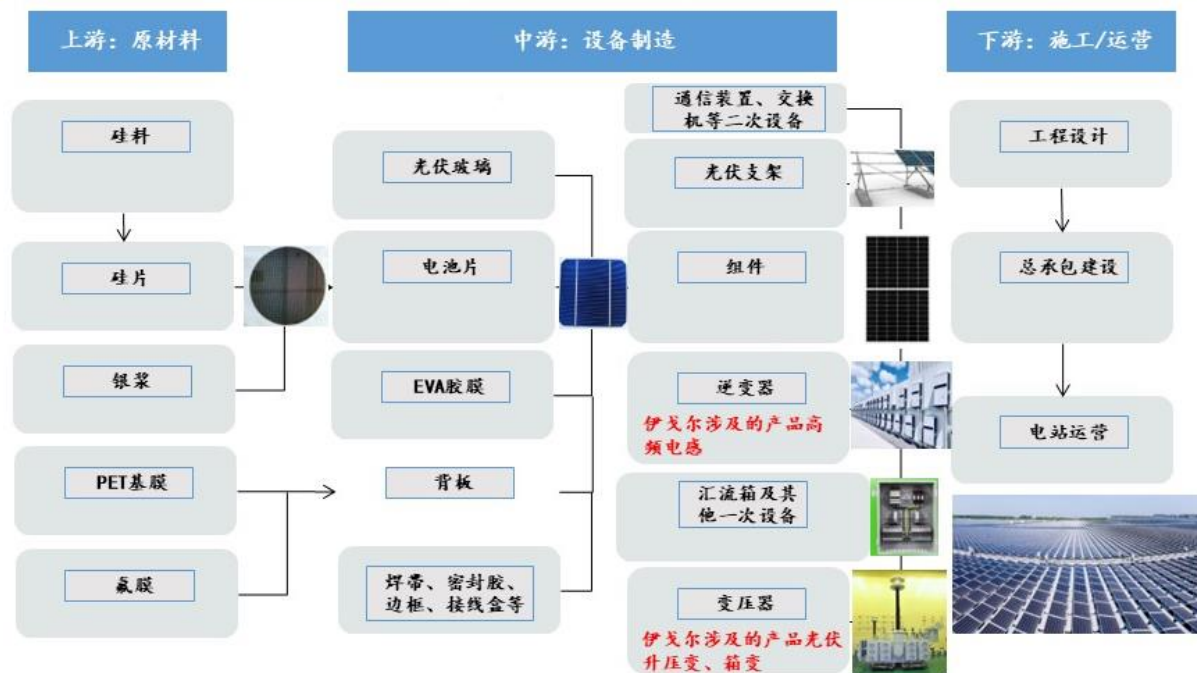 上游：原材料
中游：设备制造
下游：施工/运营
硅料
硅片
银浆
PET基膜
氟膜
光伏玻璃
电池片
EVA胶膜
背板
焊带、密封胶、
边框、接线盒等
通信装置、交换
机等二次设备
光伏支架
组件
逆变器
伊戈尔涉及的产品高
频电感
汇流箱及其
他一次设备
变压器
伊戈尔涉及的产品光伏
升压变、箱变
工程设计
总承包建设
电站运营